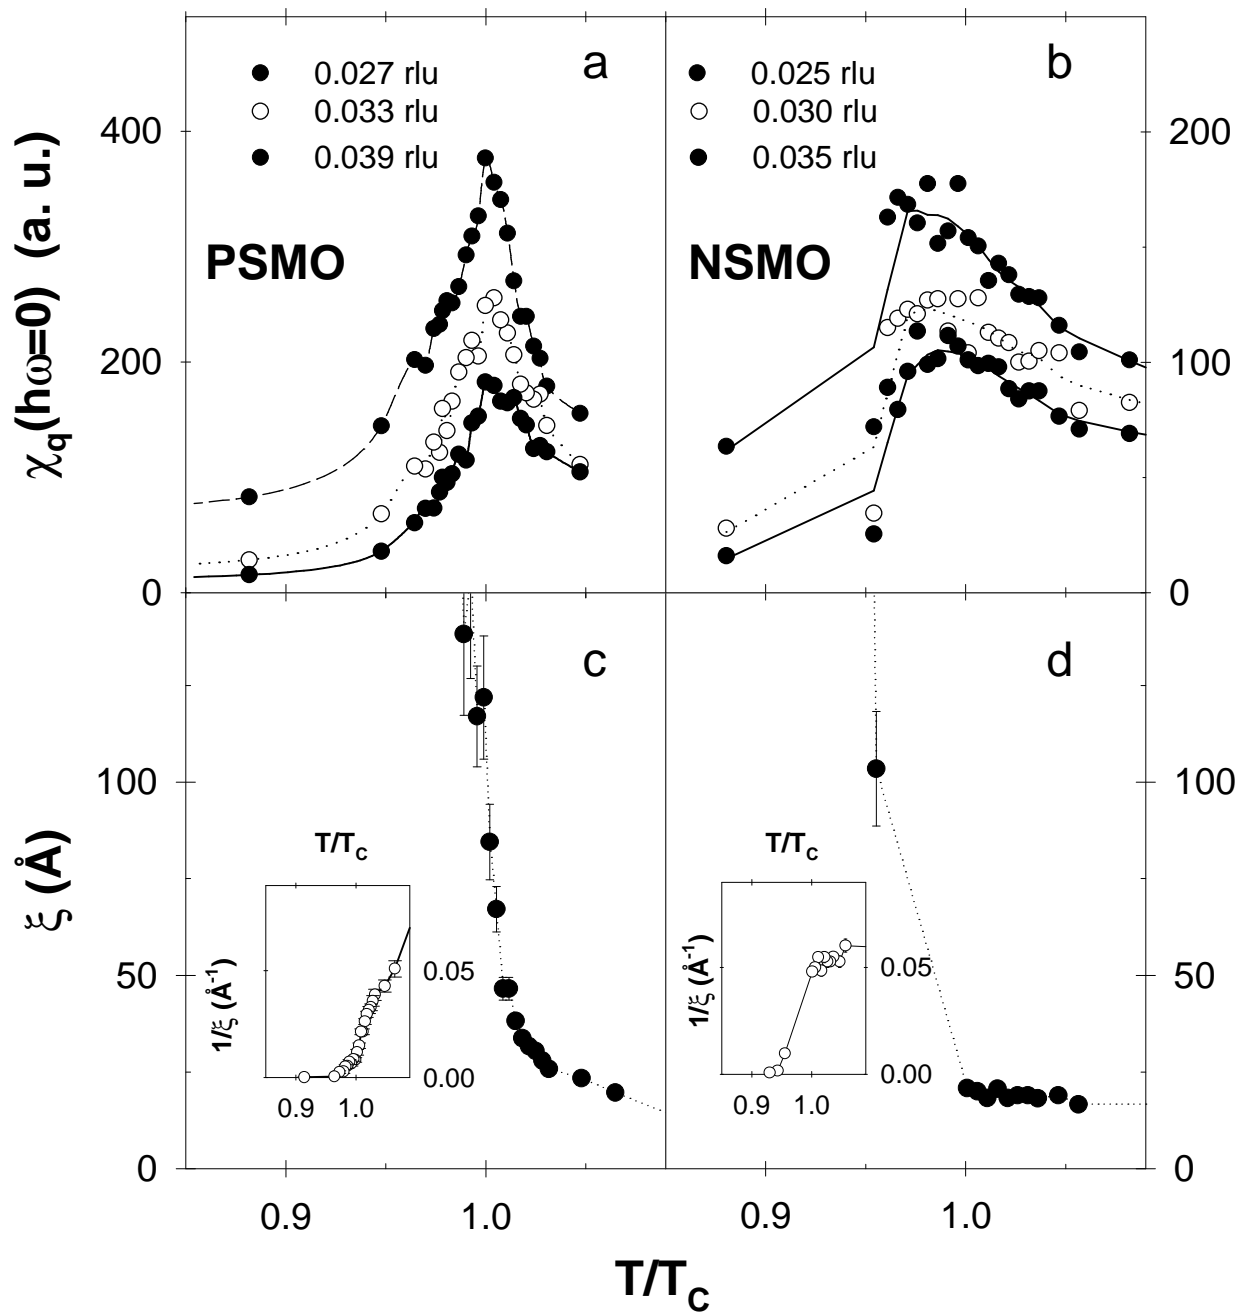 a
0.027 rlu
0.033 rlu
0.039 rlu
PSMO
b
0.025 rlu
0.030 rlu
0.035 rlu
NSMO
χq(hω=0) (a. u.)
400
200
0
200
100
0
c
ξ (Å)
100
50
0
T/TC
1/ξ (Å-1)
0.05
0.00
0.9 1.0
d
T/TC
1/ξ (Å-1)
0.05
0.00
0.9 1.0
100
50
0
0.9 1.0
0.9 1.0
T/TC